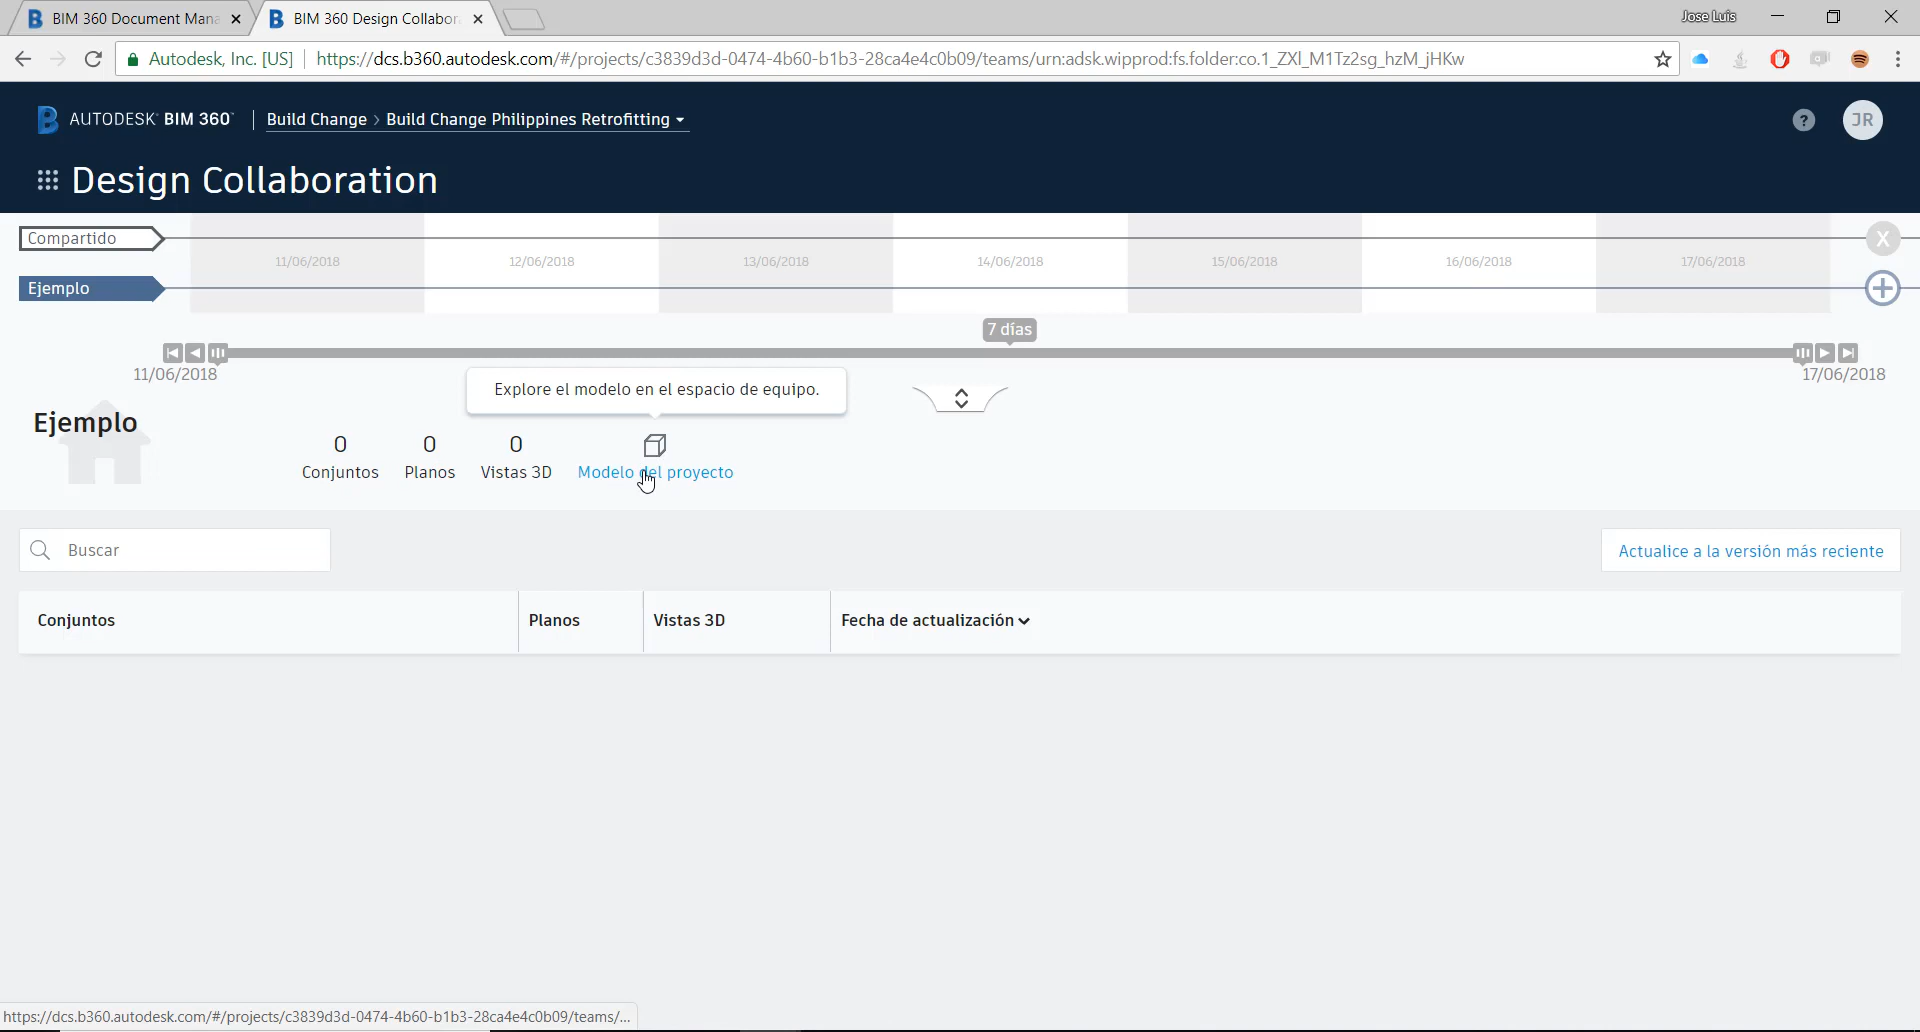 BIM 360 Document Mana
BIM 360 Design Collabor
Jose Luis
Autodesk, Inc. [US]
https://dcs.b360.autodesk.com/#/projects/c3839d3d-0474-4b60-b1b3-28ca4e4c0b09/teams/urn:adsk.wipprod:fs.folder:co.1_ZXl_M1Tz2sg_hzM_jHKw
AUTODESK BIM 360
Build Change > Build Change Philippines Retrofitting
?
JR
Design Collaboration
Compartido
X
11/06/2018
12/06/2018
13/06/2018
14/06/2018
15/06/2018
16/06/2018
17/06/2018
Ejemplo
7 días
11/06/2018
17/06/2018
Explore el modelo en el espacio de equipo.
Ejemplo
0
Conjuntos
0
Planos
0
Vistas 3D
Modelo del proyecto
Buscar
Actualice a la versión más reciente
Conjuntos
Planos
Vistas 3D
Fecha de actualización
https://dcs.b360.autodesk.com/#/projects/c3839d3d-0474-4b60-b1b3-28ca4e4c0b09/teams/...